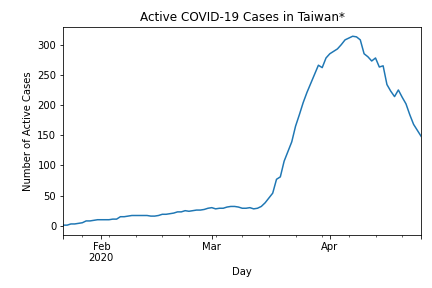 Active COVID-19 Cases in Taiwan*
Number of Active Cases
300
250
200
150
100
50
0
Feb
2020
Mar
Apr
Day